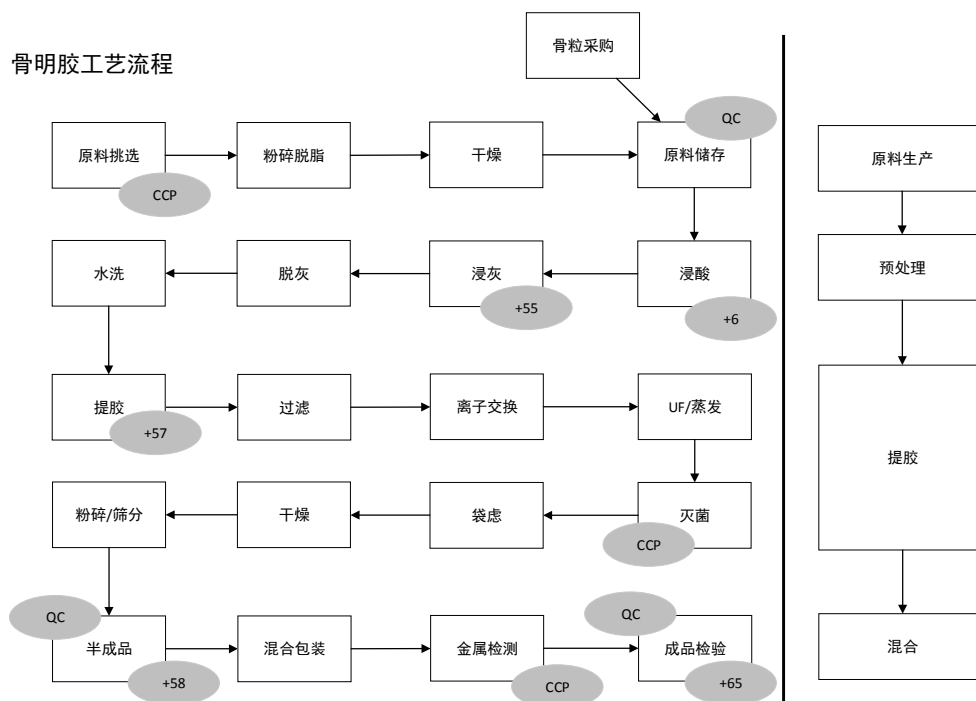 骨粒采购
骨明胶工艺流程
QC
原料挑选
粉碎脱脂
干燥
原料储存
CCP
水洗
脱灰
浸灰
浸酸
+55
+6
提胶
过滤
离子交换
UF/蒸发
+57
粉碎/筛分
干燥
袋虑
灭菌
CCP
QC
QC
半成品
混合包装
金属检测
成品检验
+58
CCP
+65
原料生产
预处理
提胶
混合